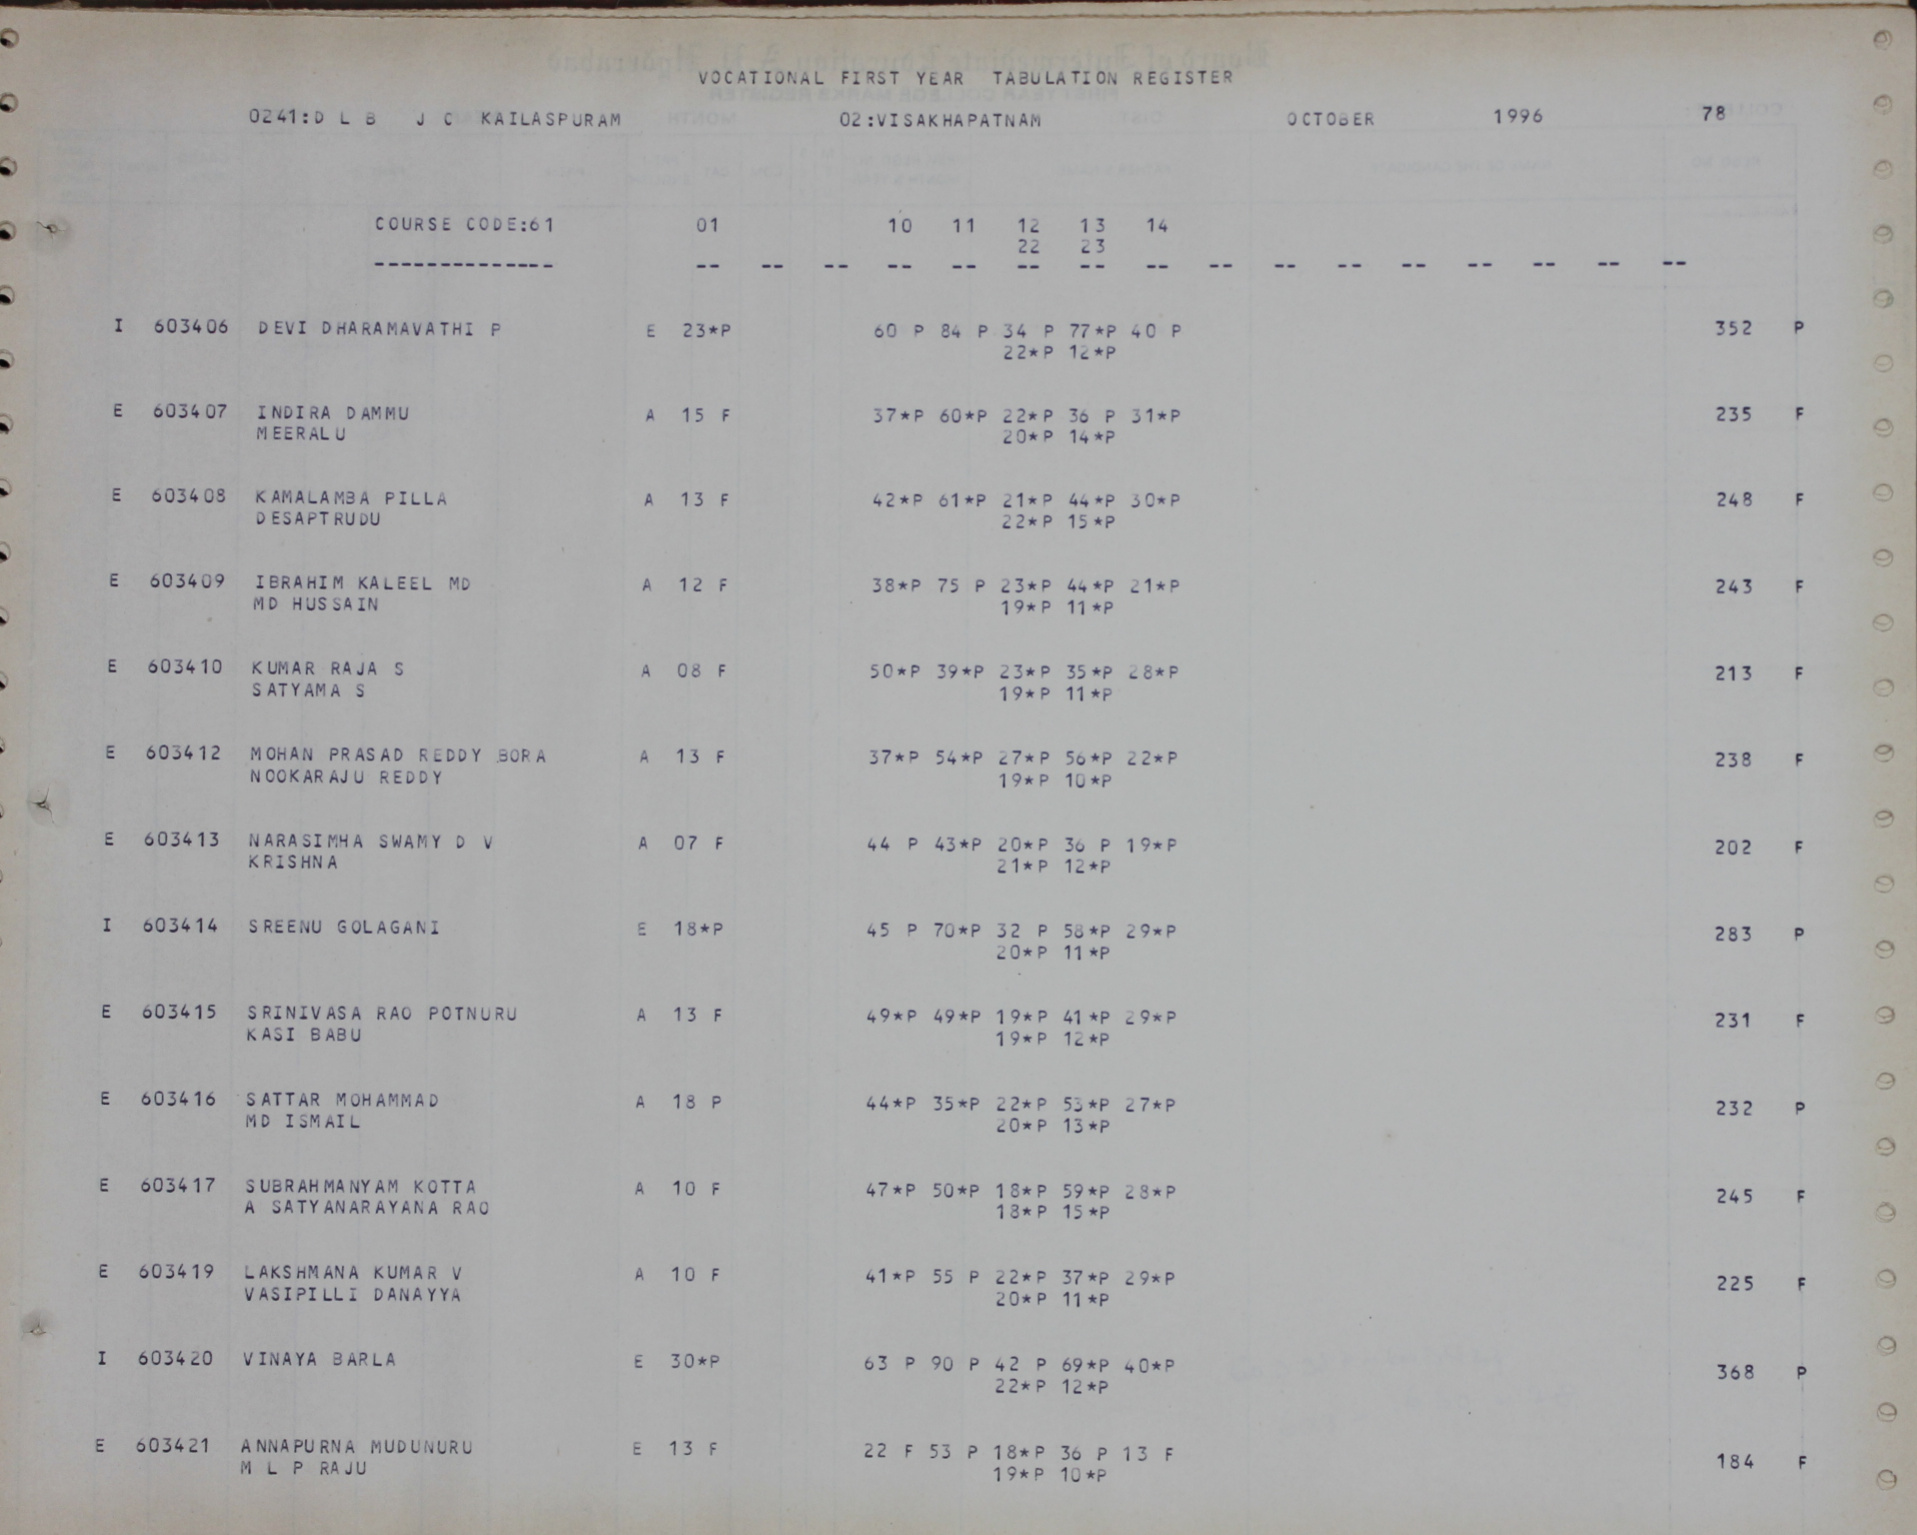 VOCATIONAL FIRST YEAR TABULATION REGISTER
0241:D L B J C KAILASPURAM 02:VISAKHAPATNAM OCTOBER 1996 78
COURSE CODE:61 01 10 11 12 13 14
22 23
-------------- -- -- -- -- -- -- -- -- -- -- -- -- -- -- -- --
I 603406 DEVI DHARAMAVATHI P E 23*P 60 P 84 P 34 P 77*P 40 P 352 P
22*P 12*P
E 603407 INDIRA DAMMU A 15 F 37*P 60*P 22*P 36 P 31*P 235 F
MEERALU 20*P 14*P
E 603408 KAMALAMBA PILLA A 13 F 42*P 61*P 21*P 44*P 30*P 248 F
DESAPTRUDU 22*P 15*P
E 603409 IBRAHIM KALEEL MD A 12 F 38*P 75 P 23*P 44*P 21*P 243 F
MD HUSSAIN 19*P 11*P
E 603410 KUMAR RAJA S A 08 F 50*P 39*P 23*P 35*P 28*P 213 F
SATYAMA S 19*P 11*P
E 603412 MOHAN PRASAD REDDY BORA A 13 F 37*P 54*P 27*P 56*P 22*P 238 F
NOOKARAJU REDDY 19*P 10*P
E 603413 NARASIMHA SWAMY D V A 07 F 44 P 43*P 20*P 36 P 19*P 202 F
KRISHNA 21*P 12*P
I 603414 SREENU GOLAGANI E 18*P 45 P 70*P 32 P 58*P 29*P 283 P
20*P 11*P
E 603415 SRINIVASA RAO POTNURU A 13 F 49*P 49*P 19*P 41*P 29*P 231 F
KASI BABU 19*P 12*P
E 603416 SATTAR MOHAMMAD A 18 P 44*P 35*P 22*P 53*P 27*P 232 P
MD ISMAIL 20*P 13*P
E 603417 SUBRAHMANYAM KOTTA A 10 F 47*P 50*P 18*P 59*P 28*P 245 F
A SATYANARAYANA RAO 18*P 15*P
E 603419 LAKSHMANA KUMAR V A 10 F 41*P 55 P 22*P 37*P 29*P 225 F
VASIPILLI DANAYYA 20*P 11*P
I 603420 VINAYA BARLA E 30*P 63 P 90 P 42 P 69*P 40*P 368 P
22*P 12*P
E 603421 ANNAPURNA MUDUNURU E 13 F 22 F 53 P 18*P 36 P 13 F 184 F
M L P RAJU 19*P 10*P